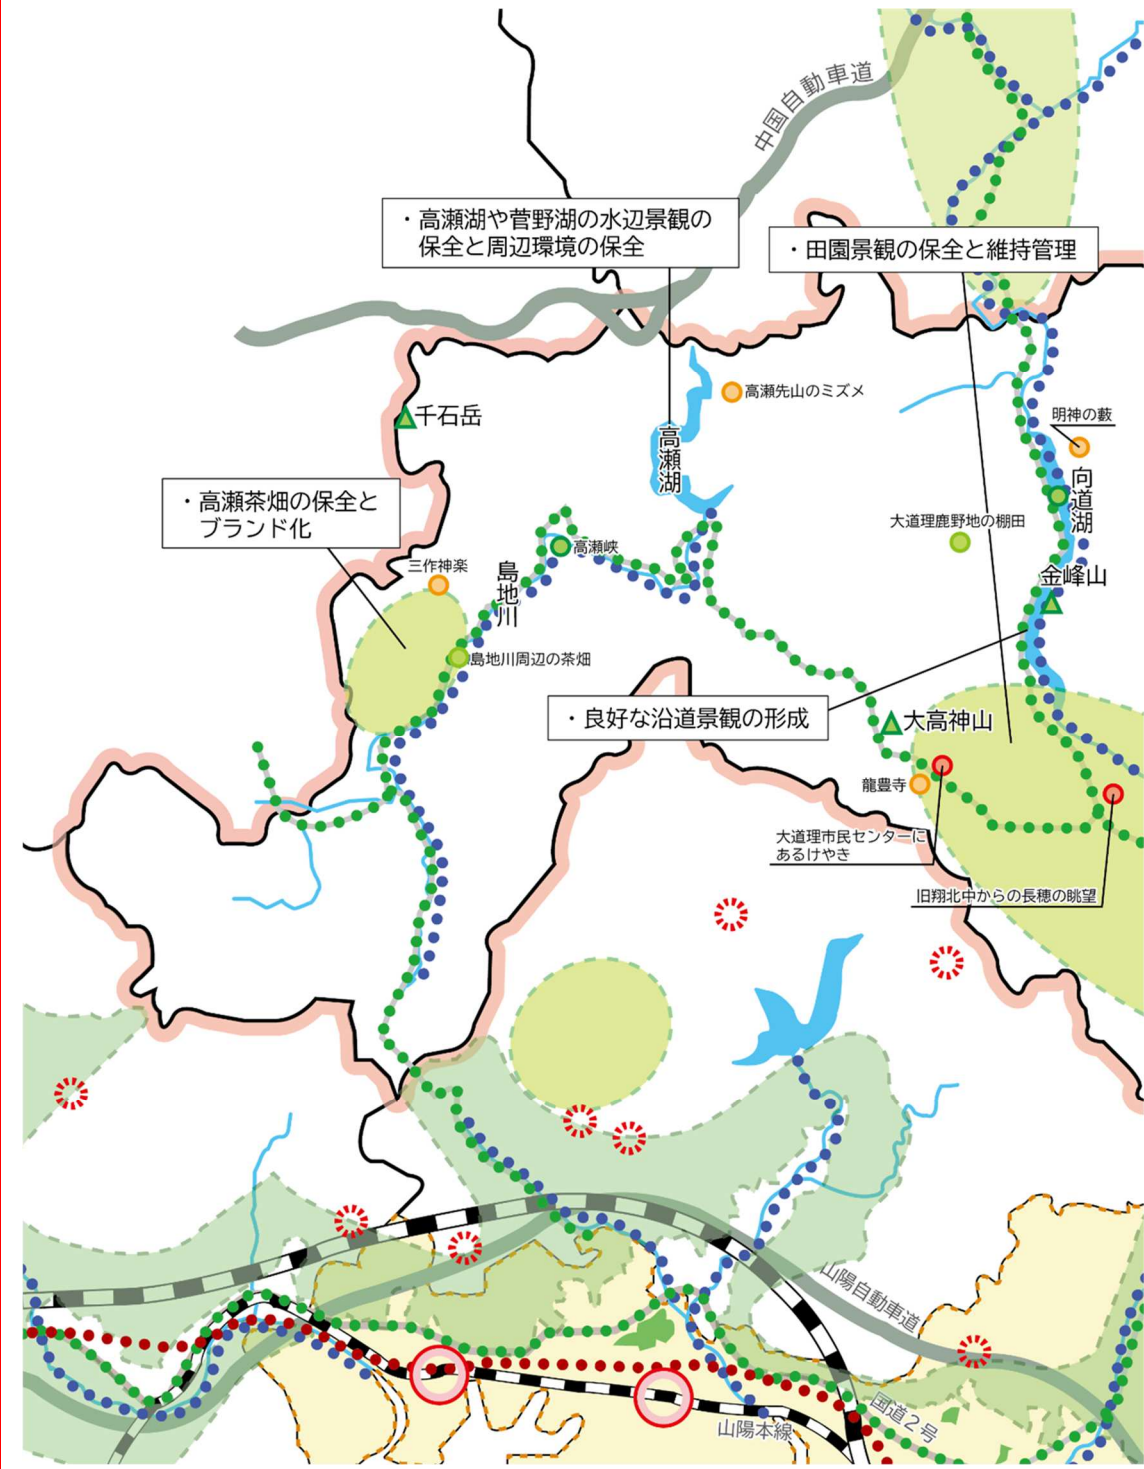 中国自動車道
・高瀬湖や菅野湖の水辺景観の
保全と周辺環境の保全
・田園景観の保全と維持管理
高瀬先山のミズメ
千石岳
明神の藪
高瀬湖
向道湖
・高瀬茶畑の保全と
ブランド化
大道理鹿野地の棚田
高瀬峡
三作神楽
島地川
金峰山
島地川周辺の茶畑
・良好な沿道景観の形成
大高神山
龍豊寺
大道理市民センターに
あるけやき
旧翔北中からの長穂の眺望
山陽自動車道
国道2号
山陽本線